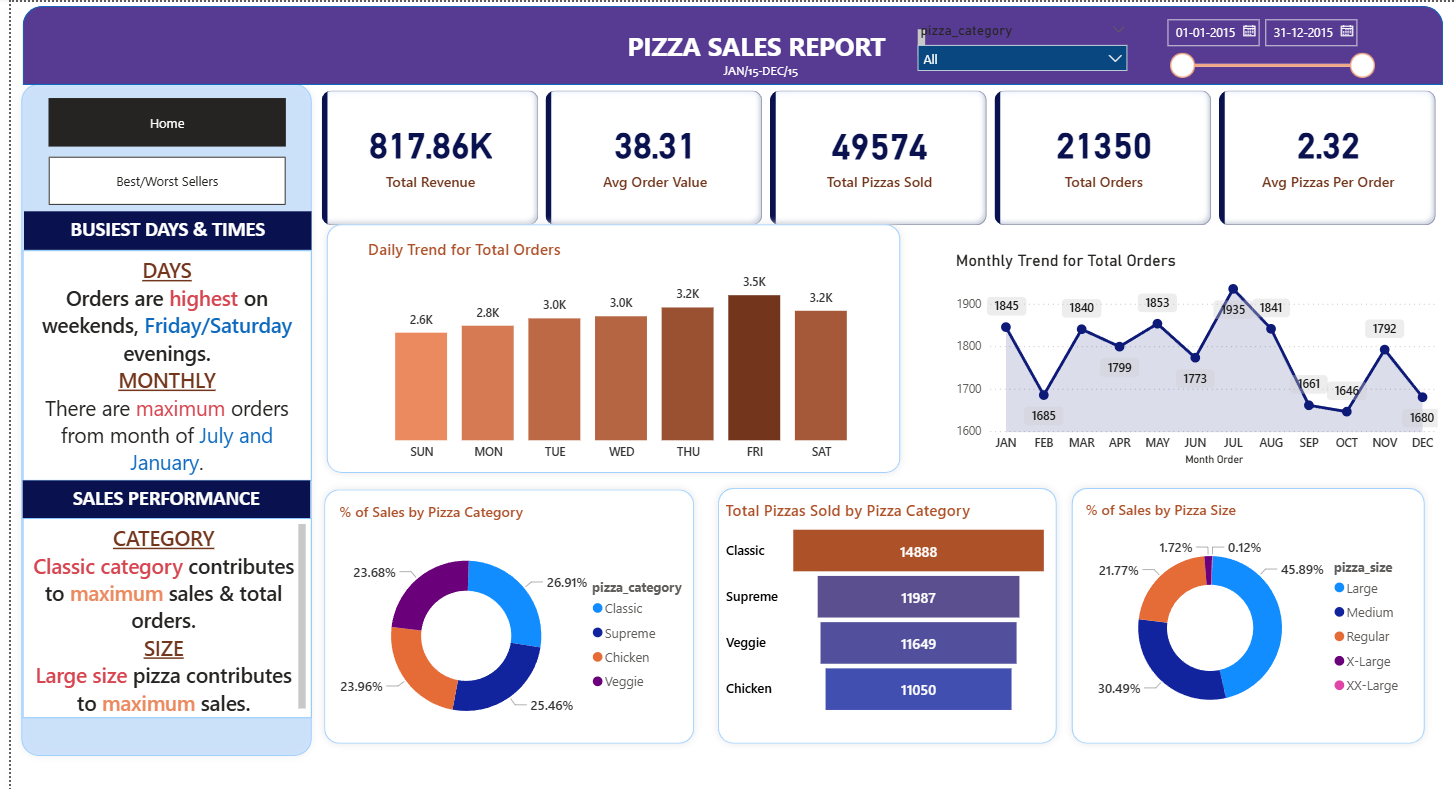 PIZZA SALES REPORT
JAN/15-DEC/15
pizza_category
All
01-01-2015
31-12-2015
Home
Best/Worst Sellers
BUSIEST DAYS & TIMES
DAYS
Orders are highest on
weekends, Friday/Saturday
evenings.
MONTHLY
There are maximum orders
from month of July and
January.
SALES PERFORMANCE
CATEGORY
Classic category contributes
to maximum sales & total
orders.
SIZE
Large size pizza contributes
to maximum sales.
817.86K
Total Revenue
38.31
Avg Order Value
49574
Total Pizzas Sold
21350
Total Orders
2.32
Avg Pizzas Per Order
Daily Trend for Total Orders
2.6K
2.8K
3.0K
3.0K
3.2K
3.5K
3.2K
SUN
MON
TUE
WED
THU
FRI
SAT
Monthly Trend for Total Orders
1900
1800
1700
1600
1845
1685
1840
1799
1853
1773
1935
1841
1661
1646
1792
1680
JAN
FEB
MAR
APR
MAY
JUN
JUL
AUG
SEP
OCT
NOV
DEC
Month Order
% of Sales by Pizza Category
23.68%
26.91%
23.96%
25.46%
pizza_category
Classic
Supreme
Chicken
Veggie
Total Pizzas Sold by Pizza Category
Classic
14888
Supreme
11987
Veggie
11649
Chicken
11050
% of Sales by Pizza Size
1.72%
0.12%
21.77%
45.89%
30.49%
pizza_size
Large
Medium
Regular
X-Large
XX-Large